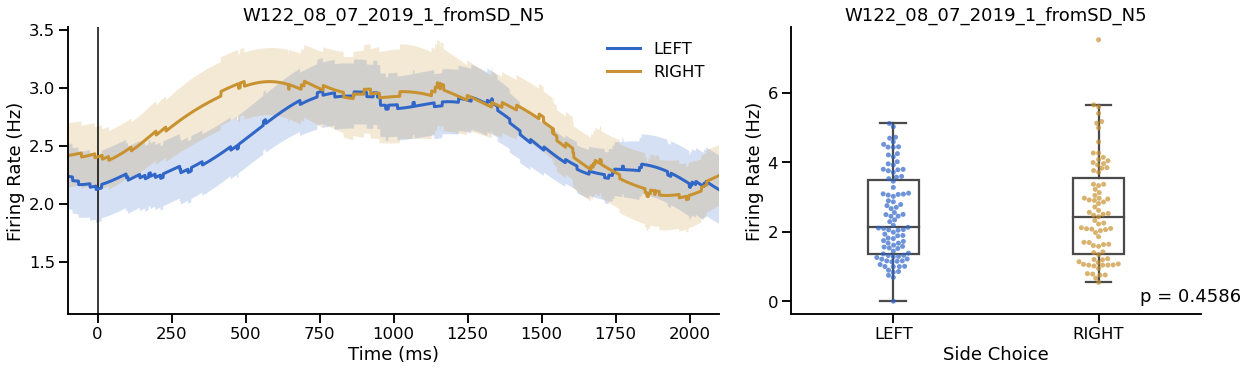 W122_08_07_2019_1_fromSD_N5
Firing Rate (Hz)
3.5
3.0
2.5
2.0
1.5
LEFT
RIGHT
0
250
500
750
1000
1250
1500
1750
2000
Time (ms)
W122_08_07_2019_1_fromSD_N5
Firing Rate (Hz)
6
4
2
0
p = 0.4586
LEFT
RIGHT
Side Choice